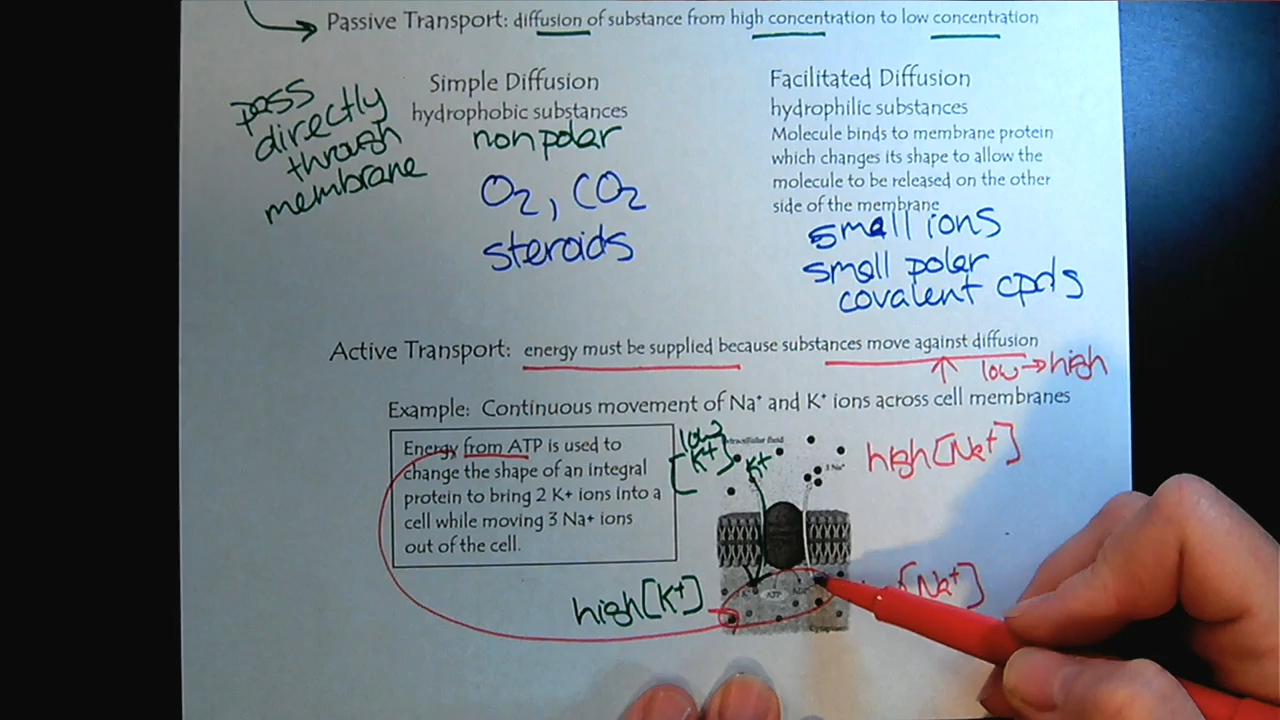 Passive Transport: diffusion of substance from high concentration to low concentration
pass
directly
through
membrane
Simple Diffusion
hydrophobic substances
nonpolar
O₂, CO₂
steroids
Facilitated Diffusion
hydrophilic substances
Molecule binds to membrane protein
which changes its shape to allow the
molecule to be released on the other
side of the membrane
small ions
small polar
covalent cpds
Active Transport: energy must be supplied because substances move against diffusion
low → high
Example: Continuous movement of Na⁺ and K⁺ ions across cell membranes
Energy from ATP is used to
change the shape of an integral
protein to bring 2 K+ ions into a
cell while moving 3 Na+ ions
out of the cell.
low
[K+]
fluid
K+
3 Na⁺
high [Na+]
ATP
high [K+]
[Na+]